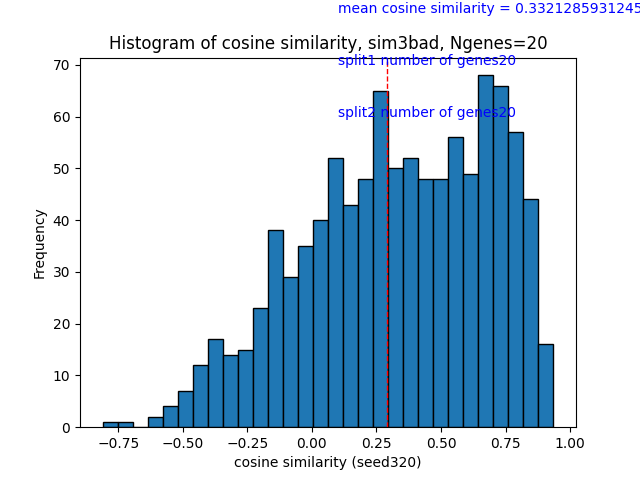 mean cosine similarity = 0.3321285931245
Histogram of cosine similarity, sim3bad, Ngenes=20
split1 number of genes20
split2 number of genes20
Frequency
70
60
50
40
30
20
10
0
−0.75 −0.50 −0.25 0.00 0.25 0.50 0.75 1.00
cosine similarity (seed320)